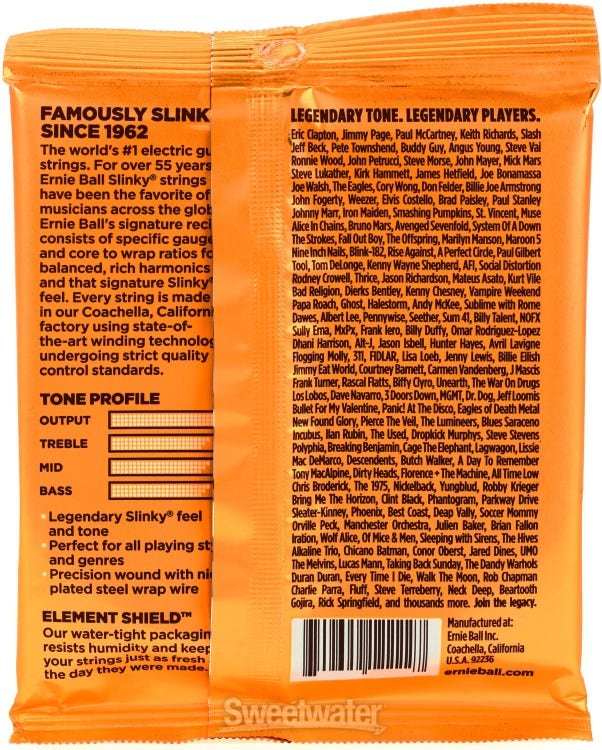 FAMOUSLY SLINK
SINCE 1962
The world's #1 electric gu
strings. For over 55 years
Ernie Ball Slinky® strings
have been the favorite of
musicians across the glob
Ernie Ball's signature reci
consists of specific gauge
and core to wrap ratios fo
balanced, rich harmonics
and that signature Slinky®
feel. Every string is made
in our Coachella, Californi
factory using state-of-
the-art winding technolog
undergoing strict quality
control standards.
TONE PROFILE
OUTPUT
TREBLE
MID
BASS
• Legendary Slinky® feel
and tone
• Perfect for all playing sty
and genres
• Precision wound with nic
plated steel wrap wire
ELEMENT SHIELD™
Our water-tight packagin
resists humidity and keep
your strings just as fresh
the day they were made.
LEGENDARY TONE. LEGENDARY PLAYERS.
Eric Clapton, Jimmy Page, Paul McCartney, Keith Richards, Slash
Jeff Beck, Pete Townshend, Buddy Guy, Angus Young, Steve Vai
Ronnie Wood, John Petrucci, Steve Morse, John Mayer, Mick Mars
Steve Lukather, Kirk Hammett, James Hetfield, Joe Bonamassa
Joe Walsh, The Eagles, Cory Wong, Don Felder, Billie Joe Armstrong
John Fogerty, Weezer, Elvis Costello, Brad Paisley, Paul Stanley
Johnny Marr, Iron Maiden, Smashing Pumpkins, St. Vincent, Muse
Alice In Chains, Bruno Mars, Avenged Sevenfold, System Of A Down
The Strokes, Fall Out Boy, The Offspring, Marilyn Manson, Maroon 5
Nine Inch Nails, Blink-182, Rise Against, A Perfect Circle, Paul Gilbert
Tool, Tom DeLonge, Kenny Wayne Shepherd, AFI, Social Distortion
Rodney Crowell, Thrice, Jason Richardson, Mateus Asato, Kurt Vile
Bad Religion, Dierks Bentley, Kenny Chesney, Vampire Weekend
Papa Roach, Ghost, Halestorm, Andy McKee, Sublime with Rome
Dawes, Albert Lee, Pennywise, Seether, Sum 41, Billy Talent, NOFX
Sully Erna, MxPx, Frank Iero, Billy Duffy, Omar Rodriguez-Lopez
Dhani Harrison, Alt-J, Jason Isbell, Hunter Hayes, Avril Lavigne
Flogging Molly, 311, FIDLAR, Lisa Loeb, Jenny Lewis, Billie Eilish
Jimmy Eat World, Courtney Barnett, Carmen Vandenberg, J Mascis
Frank Turner, Rascal Flatts, Biffy Clyro, Unearth, The War On Drugs
Los Lobos, Dave Navarro, 3 Doors Down, MGMT, Dr. Dog, Jeff Loomis
Bullet For My Valentine, Panic! At The Disco, Eagles of Death Metal
New Found Glory, Pierce The Veil, The Lumineers, Blues Saraceno
Incubus, Ilan Rubin, The Used, Dropkick Murphys, Steve Stevens
Polyphia, Breaking Benjamin, Cage The Elephant, Lagwagon, Lissie
Mac DeMarco, Descendents, Butch Walker, A Day To Remember
Tony MacAlpine, Dirty Heads, Florence + The Machine, All Time Low
Chris Broderick, The 1975, Nickelback, Yungblud, Robby Krieger
Bring Me The Horizon, Clint Black, Phantogram, Parkway Drive
Sleater-Kinney, Phoenix, Best Coast, Deap Vally, Soccer Mommy
Orville Peck, Manchester Orchestra, Julien Baker, Brian Fallon
Iration, Wolf Alice, Of Mice & Men, Sleeping with Sirens, The Hives
Alkaline Trio, Chicano Batman, Conor Oberst, Jared Dines, UMO
The Melvins, Lucas Mann, Taking Back Sunday, The Dandy Warhols
Duran Duran, Every Time I Die, Walk The Moon, Rob Chapman
Charlie Parra, Fluff, Steve Terreberry, Neck Deep, Beartooth
Gojira, Rick Springfield, and thousands more. Join the legacy.
Manufactured at:
Ernie Ball Inc.
Coachella, California
U.S.A. 92236
ernieball.com
Sweetwater